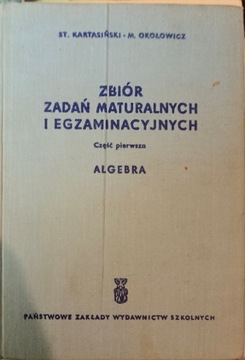 ST. KARTASIŃSKI - M. OKOŁOWICZ
ZBIÓR
ZADAŃ MATURALNYCH
I EGZAMINACYJNYCH
Część pierwsza
ALGEBRA
PAŃSTWOWE ZAKŁADY WYDAWNICTW SZKOLNYCH